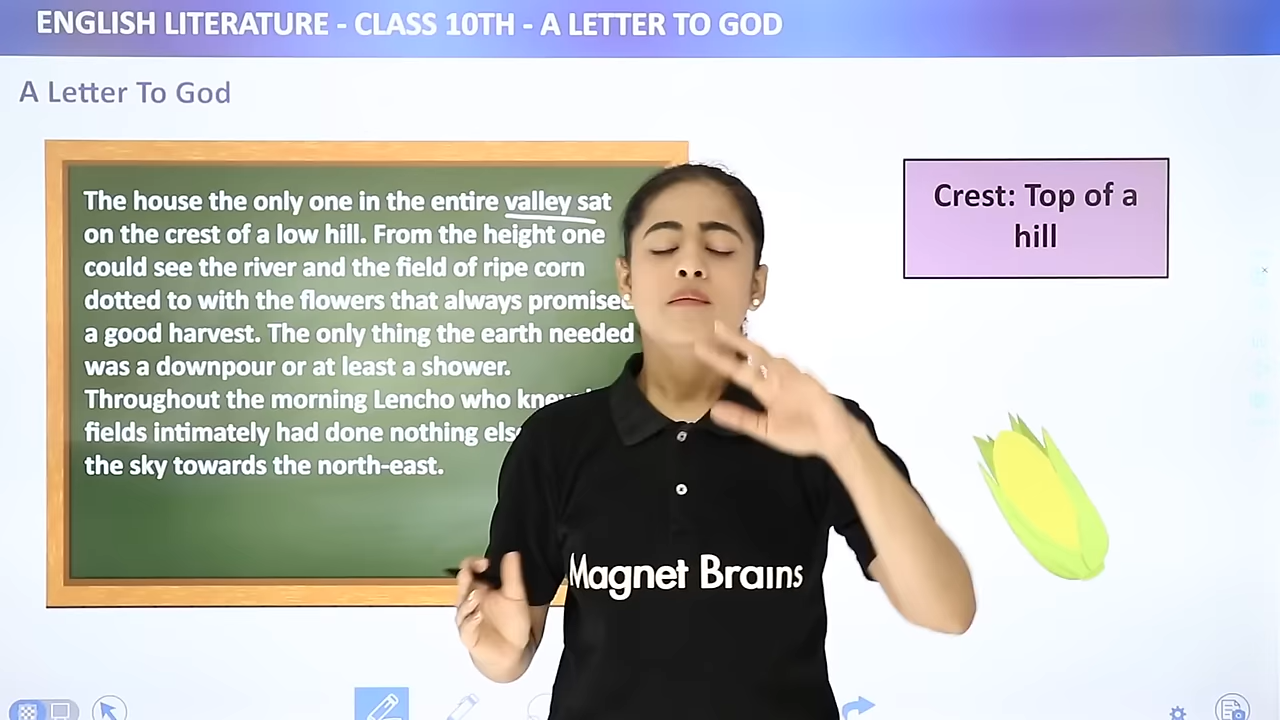 ENGLISH LITERATURE - CLASS 10TH - A LETTER TO GOD
A Letter To God
The house the only one in the entire valley sat
on the crest of a low hill. From the height one
could see the river and the field of ripe corn
dotted to with the flowers that always promised
a good harvest. The only thing the earth needed
was a downpour or at least a shower.
Throughout the morning Lencho who
fields intimately had done nothing
the sky towards the north-east.
Crest: Top of a
hill
Magnet Brains